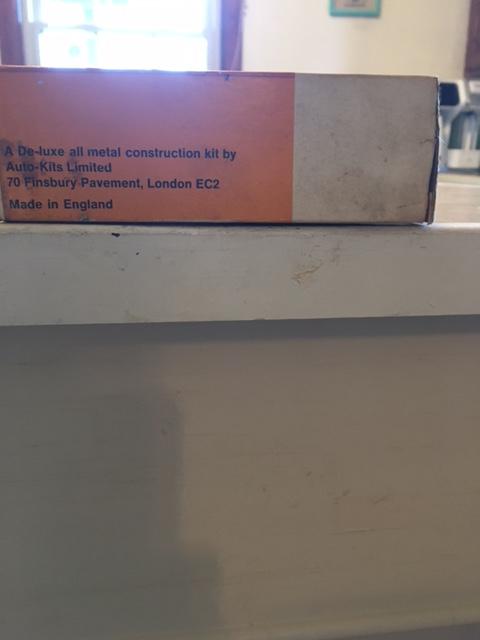 A De-luxe all metal construction kit by
Auto-Kits Limited
70 Finsbury Pavement, London EC2
Made in England